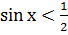 sin x < 1/2